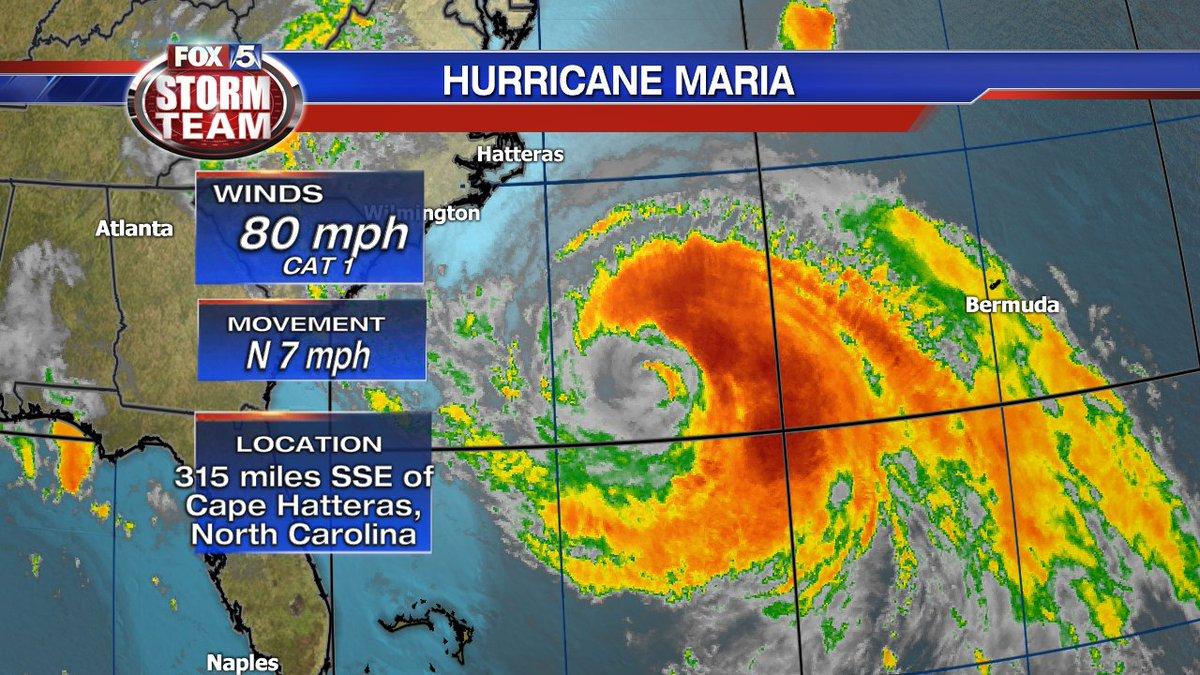 FOX 5
STORM
TEAM
HURRICANE MARIA
Hatteras
WINDS
80 mph
CAT 1
Wilmington
Atlanta
MOVEMENT
N 7 mph
Bermuda
LOCATION
315 miles SSE of
Cape Hatteras,
North Carolina
Naples